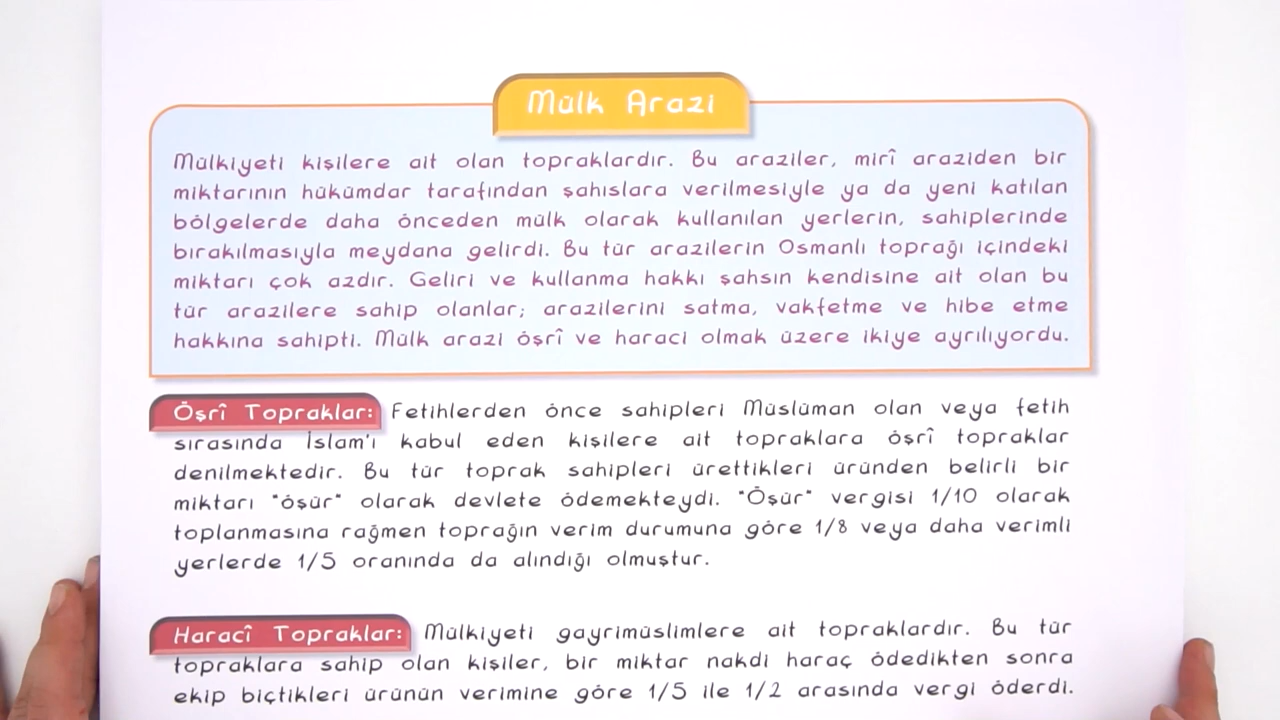 Mülk Arazi
Mülkiyeti kişilere ait olan topraklardır. Bu araziler, mirî araziden bir
miktarının hükümdar tarafından şahıslara verilmesiyle ya da yeni katılan
bölgelerde daha önceden mülk olarak kullanılan yerlerin, sahiplerinde
bırakılmasıyla meydana gelirdi. Bu tür arazilerin Osmanlı toprağı içindeki
miktarı çok azdır. Geliri ve kullanma hakkı şahsın kendisine ait olan bu
tür arazilere sahip olanlar; arazilerini satma, vakfetme ve hibe etme
hakkına sahipti. Mülk arazi öşrî ve haraci olmak üzere ikiye ayrılıyordu.
Öşrî Topraklar: Fetihlerden önce sahipleri Müslüman olan veya fetih
sırasında İslam'ı kabul eden kişilere ait topraklara öşrî topraklar
denilmektedir. Bu tür toprak sahipleri ürettikleri üründen belirli bir
miktarı "öşür" olarak devlete ödemekteydi. "Öşür" vergisi 1/10 olarak
toplanmasına rağmen toprağın verim durumuna göre 1/8 veya daha verimli
yerlerde 1/5 oranında da alındığı olmuştur.
Haracî Topraklar: Mülkiyeti gayrimüslimlere ait topraklardır. Bu tür
topraklara sahip olan kişiler, bir miktar nakdi haraç ödedikten sonra
ekip biçtikleri ürünün verimine göre 1/5 ile 1/2 arasında vergi öderdi.